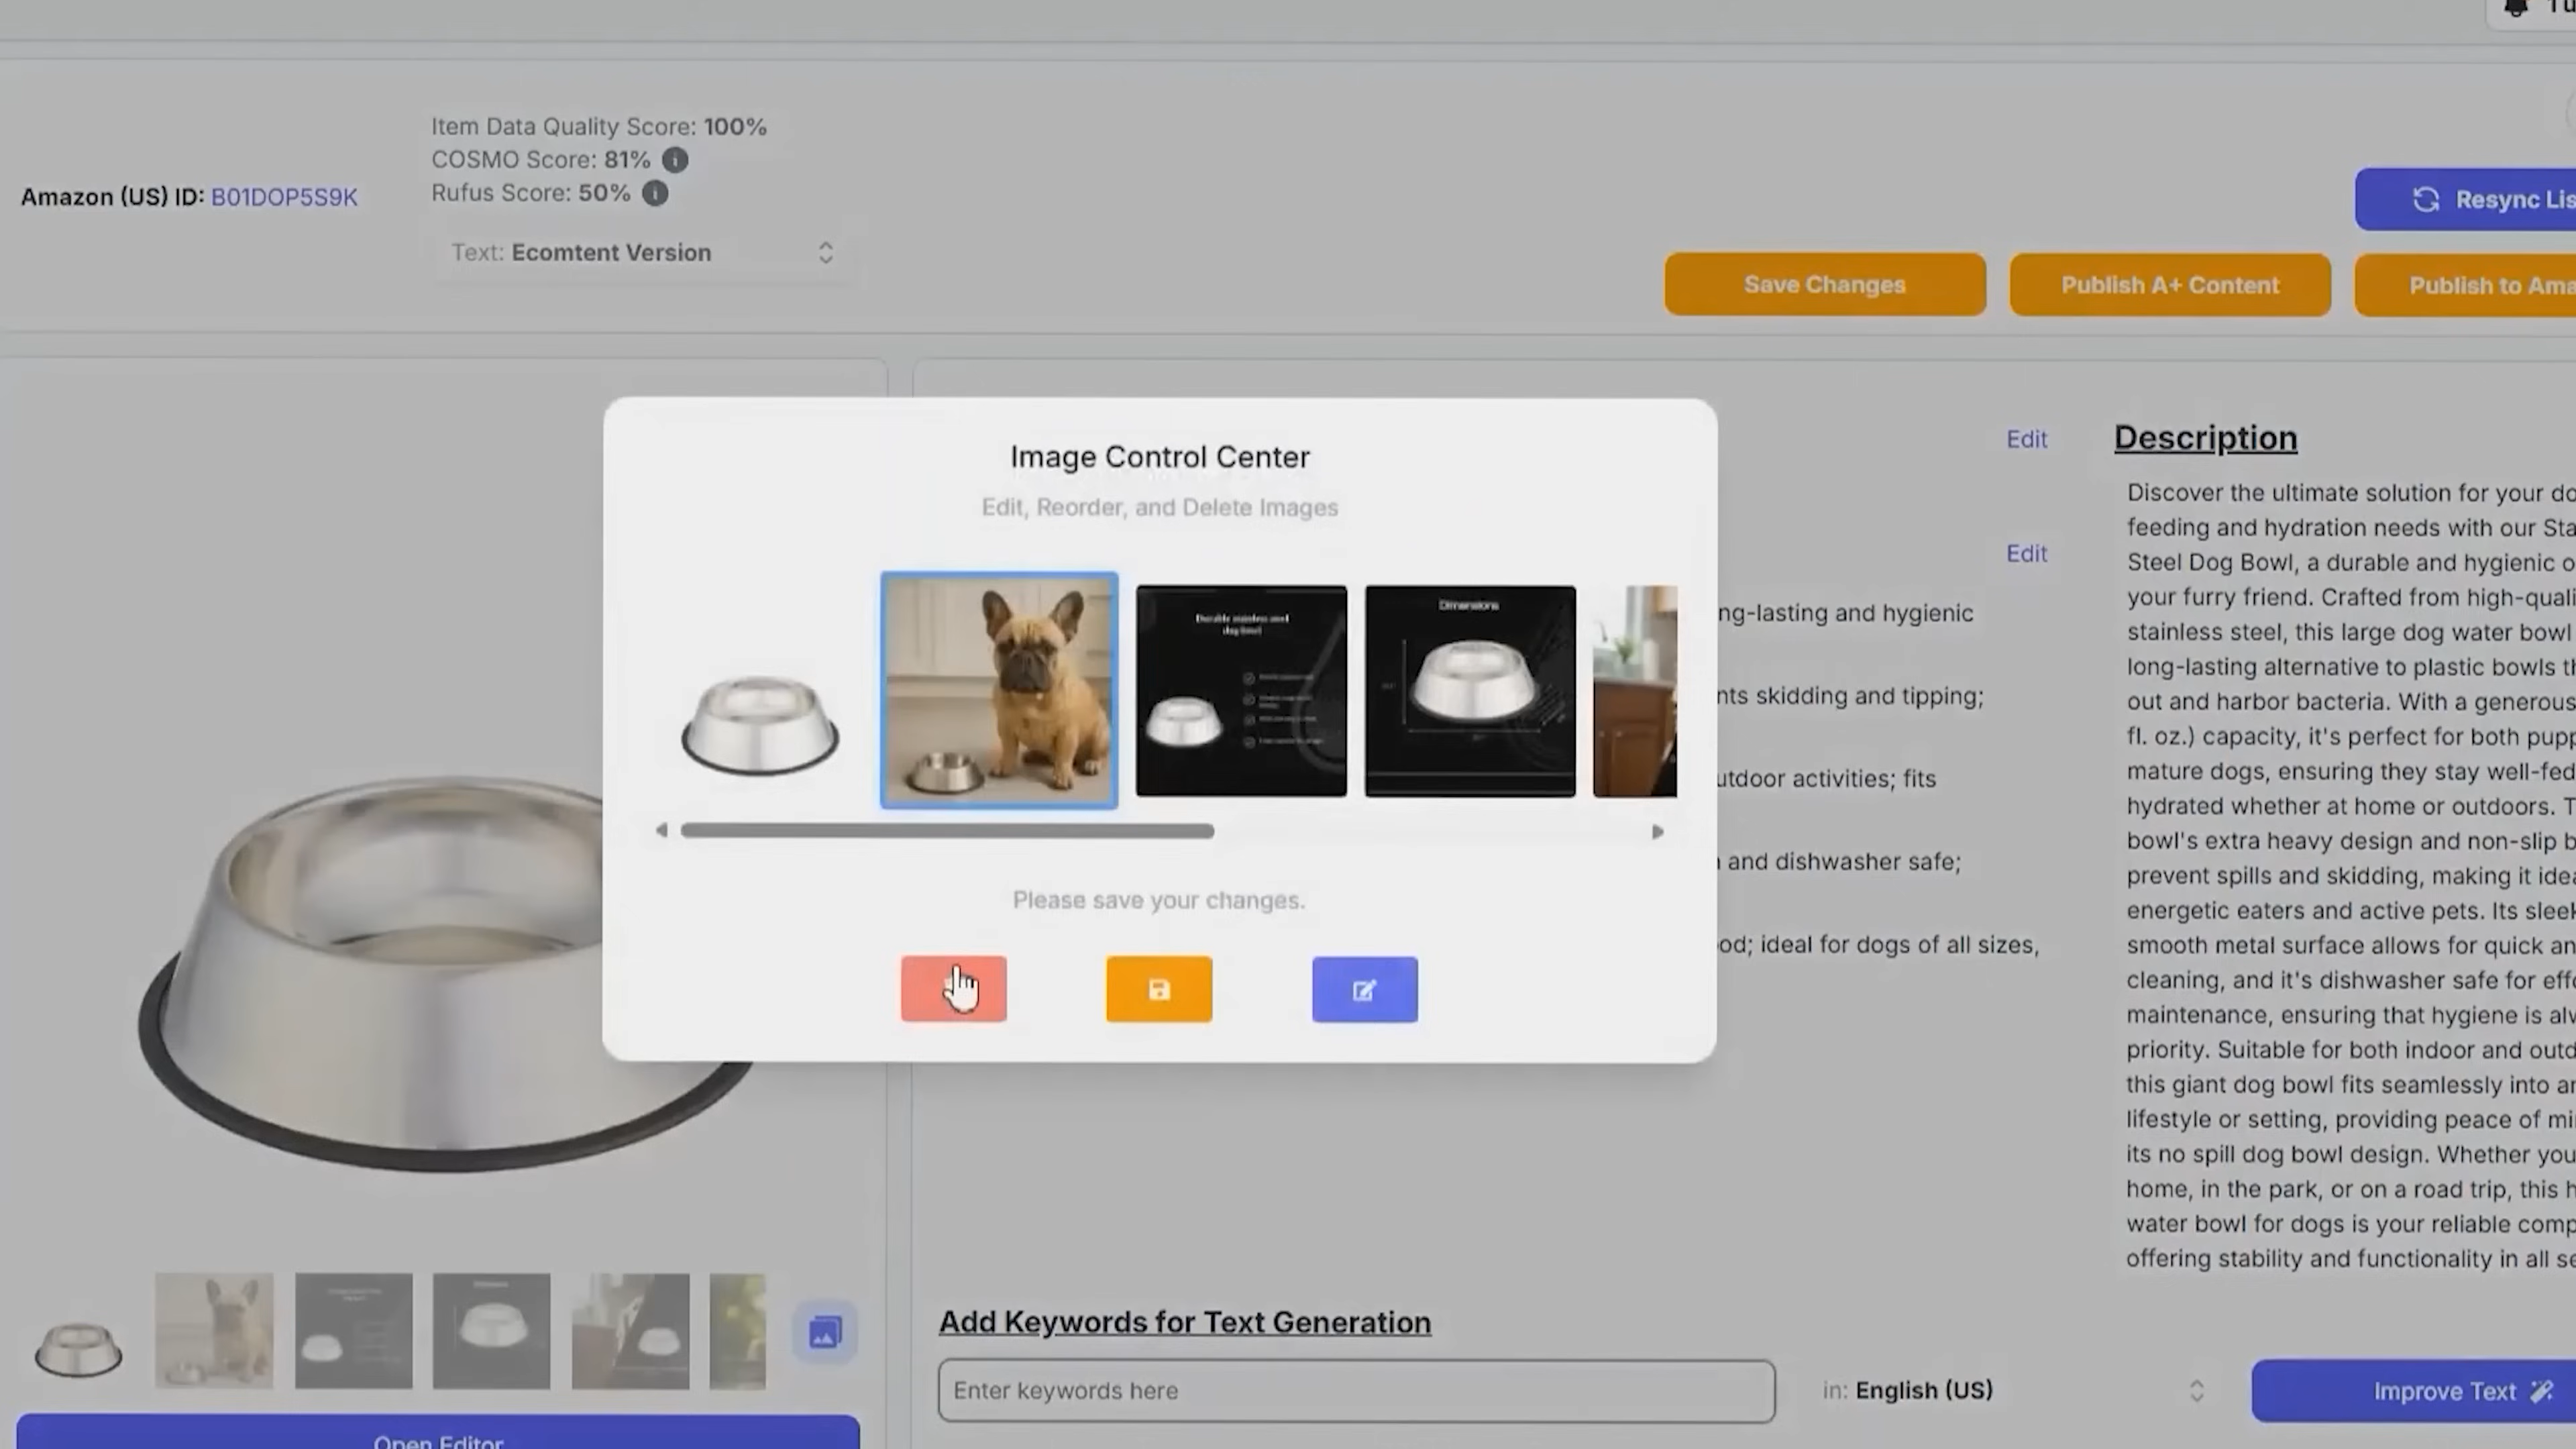 Tu
Item Data Quality Score: 100%
COSMO Score: 81%
Amazon (US) ID: B01DOP5S9K
Rufus Score: 50%
Resync Lis
Text: Ecomtent Version
Save Changes
Publish A+ Content
Publish to Ama
Image Control Center
Edit, Reorder, and Delete Images
Durable stainless steel
dog bowl
Dimensions
Please save your changes.
Edit
Edit
ng-lasting and hygienic
nts skidding and tipping;
utdoor activities; fits
and dishwasher safe;
od; ideal for dogs of all sizes,
Description
Discover the ultimate solution for your do
feeding and hydration needs with our Sta
Steel Dog Bowl, a durable and hygienic o
your furry friend. Crafted from high-quali
stainless steel, this large dog water bowl
long-lasting alternative to plastic bowls th
out and harbor bacteria. With a generous
fl. oz.) capacity, it's perfect for both pupp
mature dogs, ensuring they stay well-fed
hydrated whether at home or outdoors. T
bowl's extra heavy design and non-slip b
prevent spills and skidding, making it idea
energetic eaters and active pets. Its sleek
smooth metal surface allows for quick an
cleaning, and it's dishwasher safe for effo
maintenance, ensuring that hygiene is alw
priority. Suitable for both indoor and outd
this giant dog bowl fits seamlessly into an
lifestyle or setting, providing peace of mi
its no spill dog bowl design. Whether you
home, in the park, or on a road trip, this h
water bowl for dogs is your reliable comp
offering stability and functionality in all se
Add Keywords for Text Generation
Enter keywords here
in: English (US)
Improve Text
Open Editor